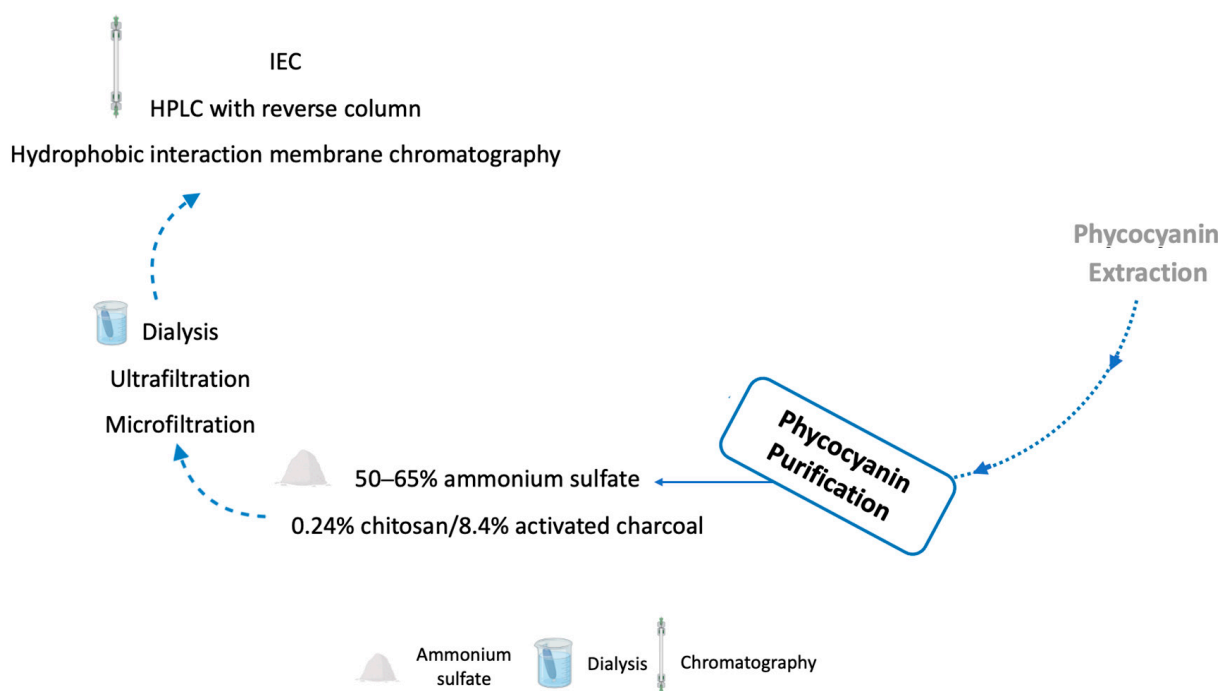 IEC
HPLC with reverse column
Hydrophobic interaction membrane chromatography
Phycocyanin
Extraction
Dialysis
Ultrafiltration
Microfiltration
Phycocyanin
Purification
50–65% ammonium sulfate
0.24% chitosan/8.4% activated charcoal
Ammonium
sulfate
Dialysis
Chromatography